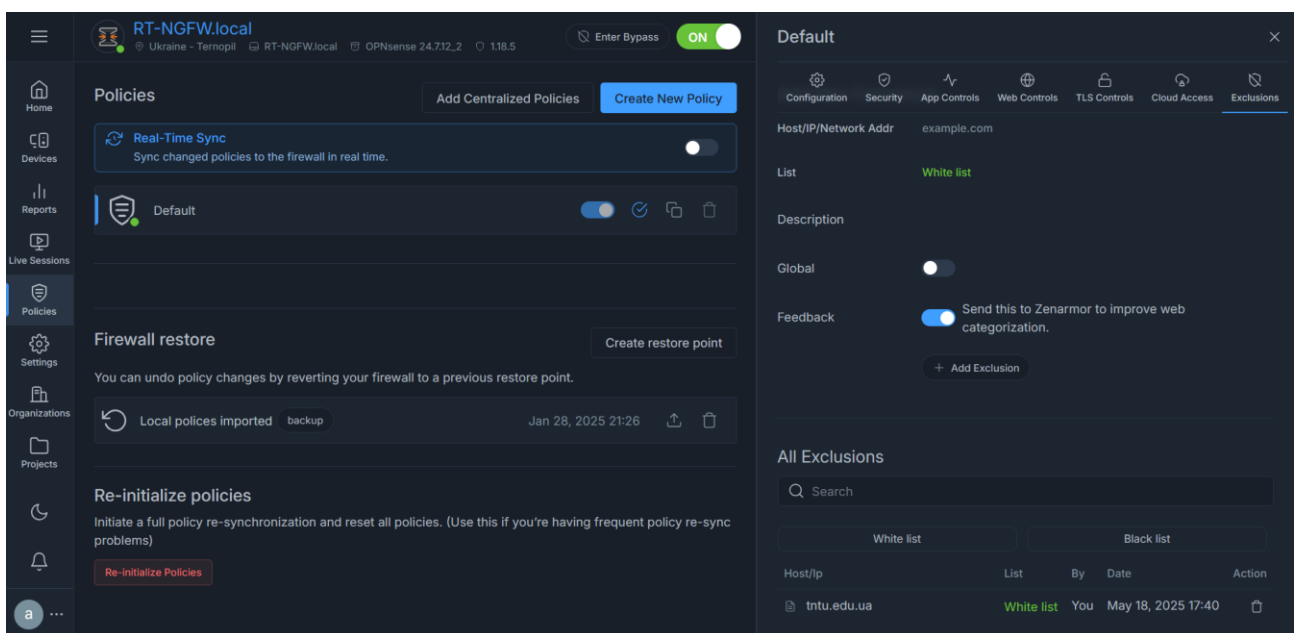 RT-NGFW.local
Ukraine - Ternopil RT-NGFW.local OPNsense 24.7.12_2 1.18.5
Enter Bypass
ON
Home
Devices
Reports
Live Sessions
Policies
Settings
Organizations
Projects
a
Policies
Add Centralized Policies
Create New Policy
Real-Time Sync
Sync changed policies to the firewall in real time.
Default
Firewall restore
Create restore point
You can undo policy changes by reverting your firewall to a previous restore point.
Local polices imported backup Jan 28, 2025 21:26
Re-initialize policies
Initiate a full policy re-synchronization and reset all policies. (Use this if you're having frequent policy re-sync
problems)
Re-initialize Policies
Default
Configuration Security App Controls Web Controls TLS Controls Cloud Access Exclusions
Host/IP/Network Addr example.com
List White list
Description
Global
Feedback Send this to Zenarmor to improve web
categorization.
+ Add Exclusion
All Exclusions
Search
White list Black list
Host/Ip List By Date Action
tntu.edu.ua White list You May 18, 2025 17:40